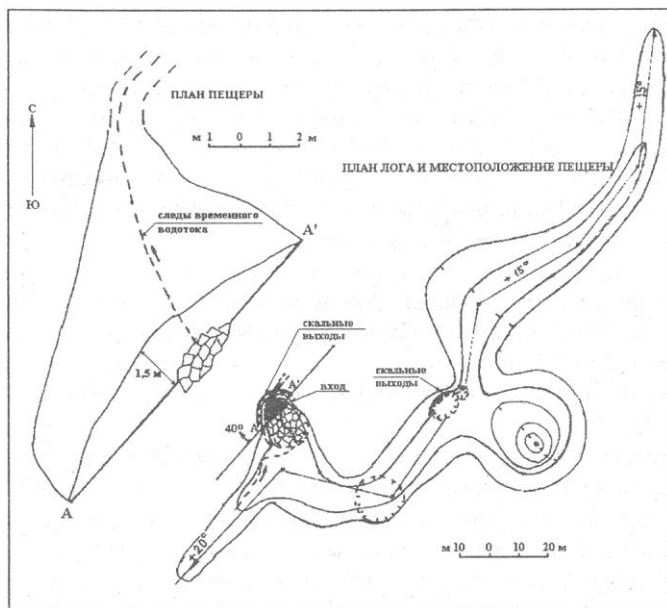 ПЛАН ПЕЩЕРЫ
С
м 1 0 1 2 м
Ю
ПЛАН ЛОГА И МЕСТОПОЛОЖЕНИЕ ПЕЩЕРЫ
+15°
следы временного
водотока
А'
+15°
скальные
выходы
1,5 м
А'
вход
скальные
выходы
А
40°
А
+20°
м 10 0 10 20 м